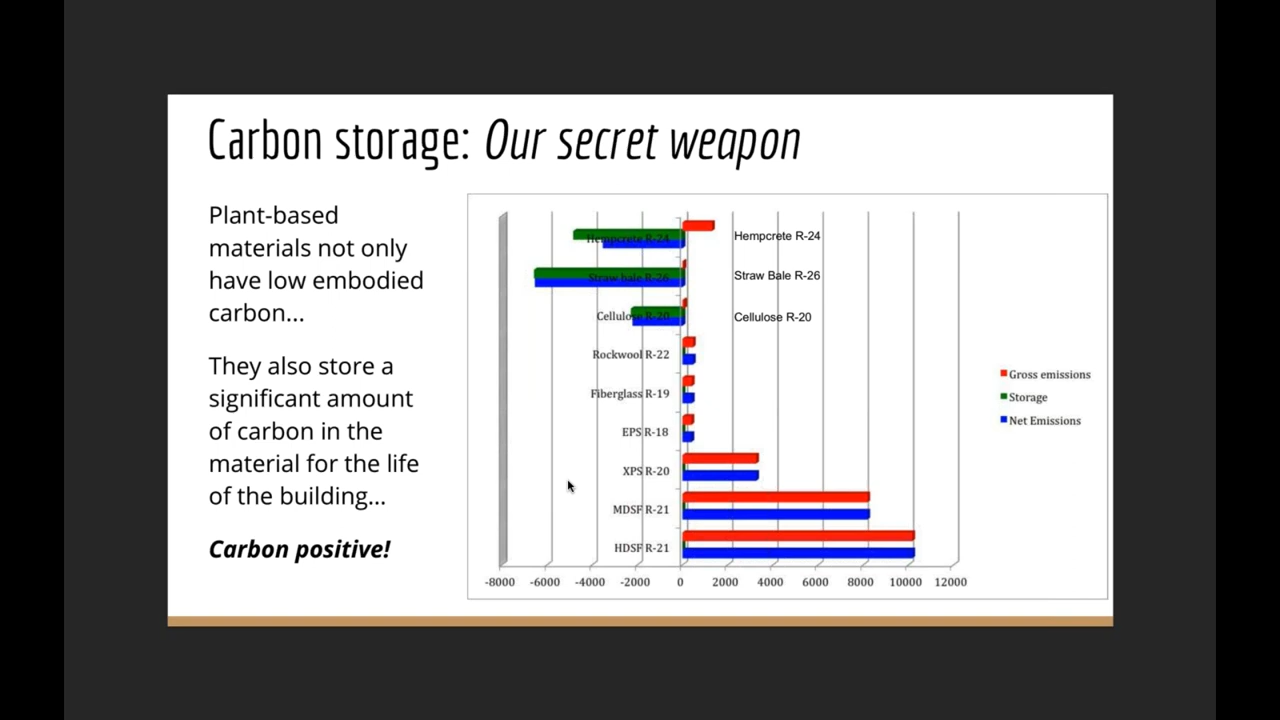 Carbon storage: Our secret weapon
Plant-based
materials not only
have low embodied
carbon...
They also store a
significant amount
of carbon in the
material for the life
of the building...
Carbon positive!
Hempcrete R-24
Hempcrete R-24
Straw bale R-26
Straw Bale R-26
Cellulose R-20
Cellulose R-20
Rockwool R-22
Fiberglass R-19
EPS R-18
XPS R-20
MDSF R-21
HDSF R-21
-8000 -6000 -4000 -2000 0 2000 4000 6000 8000 10000 12000
Gross emissions
Storage
Net Emissions